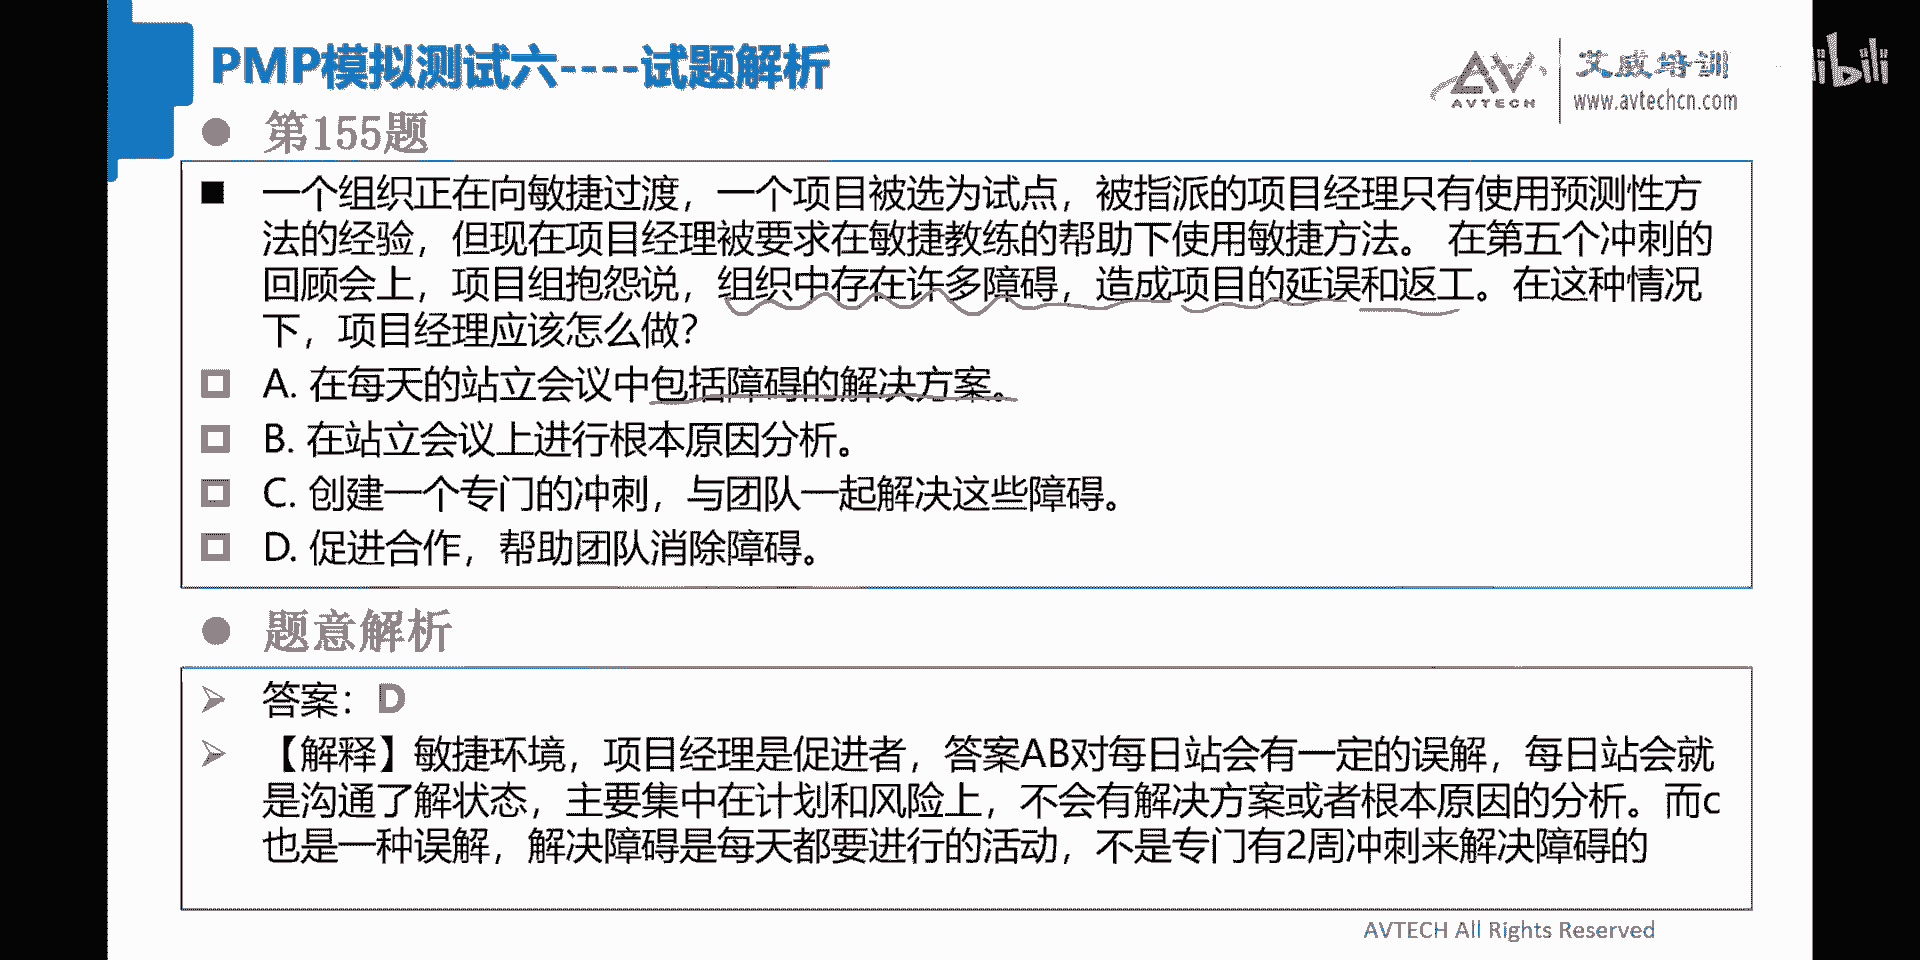 PMP模拟测试六----试题解析
AVTECH
艾威培训
www.avtechcn.com
bilibili
第155题
一个组织正在向敏捷过渡，一个项目被选为试点，被指派的项目经理只有使用预测性方
法的经验，但现在项目经理被要求在敏捷教练的帮助下使用敏捷方法。 在第五个冲刺的
回顾会上，项目组抱怨说，组织中存在许多障碍，造成项目的延误和返工。在这种情况
下，项目经理应该怎么做？
A. 在每天的站立会议中包括障碍的解决方案。
B. 在站立会议上进行根本原因分析。
C. 创建一个专门的冲刺，与团队一起解决这些障碍。
D. 促进合作，帮助团队消除障碍。
题意解析
答案：D
【解释】敏捷环境，项目经理是促进者，答案AB对每日站会有一定的误解，每日站会就
是沟通了解状态，主要集中在计划和风险上，不会有解决方案或者根本原因的分析。而c
也是一种误解，解决障碍是每天都要进行的活动，不是专门有2周冲刺来解决障碍的
AVTECH All Rights Reserved